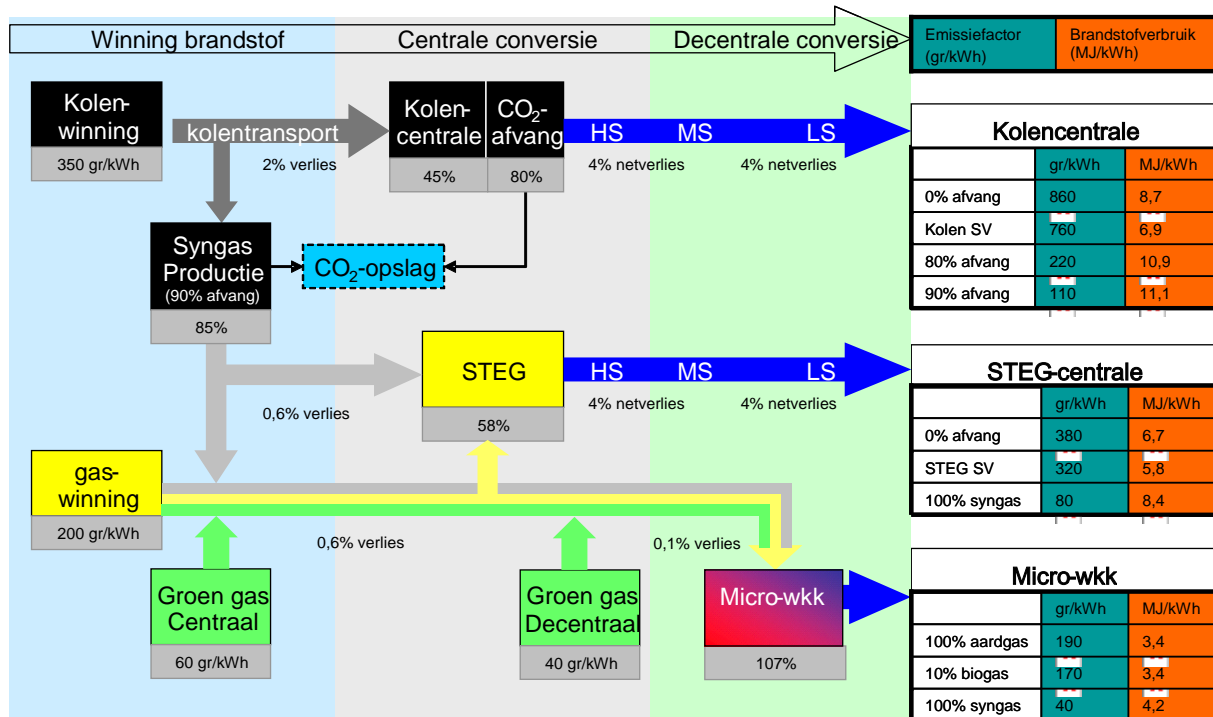 Winning brandstof
Centrale conversie
Decentrale conversie
Emissiefactor
(gr/kWh)
Brandstofverbruik
(MJ/kWh)
Kolen-
winning
350 gr/kWh
kolentransport
2% verlies
Kolen-
centrale
45%
CO₂-
afvang
80%
HS MS LS
4% netverlies 4% netverlies
Kolencentrale
gr/kWh MJ/kWh
0% afvang 860 8,7
Kolen SV 760 6,9
80% afvang 220 10,9
90% afvang 110 11,1
Syngas
Productie
(90% afvang)
85%
CO₂-opslag
STEG
58%
0,6% verlies
HS MS LS
4% netverlies 4% netverlies
STEG-centrale
gr/kWh MJ/kWh
0% afvang 380 6,7
STEG SV 320 5,8
100% syngas 80 8,4
gas-
winning
200 gr/kWh
0,6% verlies
0,1% verlies
Groen gas
Centraal
60 gr/kWh
Groen gas
Decentraal
40 gr/kWh
Micro-wkk
107%
Micro-wkk
gr/kWh MJ/kWh
100% aardgas 190 3,4
10% biogas 170 3,4
100% syngas 40 4,2